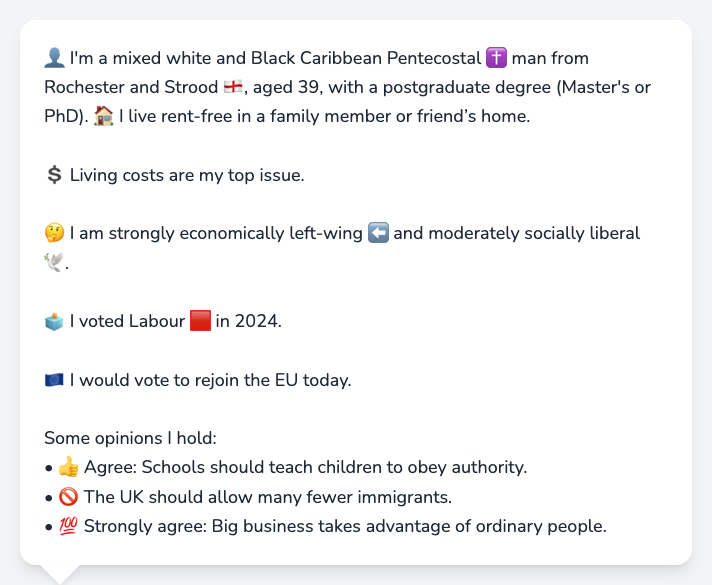 👤 I'm a mixed white and Black Caribbean Pentecostal ✝️ man from
Rochester and Strood 🏴󠁧󠁢󠁥󠁮󠁧󠁿, aged 39, with a postgraduate degree (Master's or
PhD). 🏠 I live rent-free in a family member or friend’s home.
💲 Living costs are my top issue.
🤔 I am strongly economically left-wing ⬅️ and moderately socially liberal
🕊️.
🗳️ I voted Labour 🟥 in 2024.
🇪🇺 I would vote to rejoin the EU today.
Some opinions I hold:
• 👍 Agree: Schools should teach children to obey authority.
• 🚫 The UK should allow many fewer immigrants.
• 💯 Strongly agree: Big business takes advantage of ordinary people.